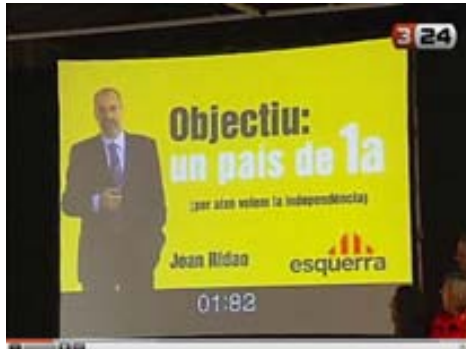 3 24
Objectiu:
un país de 1a
(per això volem la independència)
Joan Ridao
esquerra
01:82